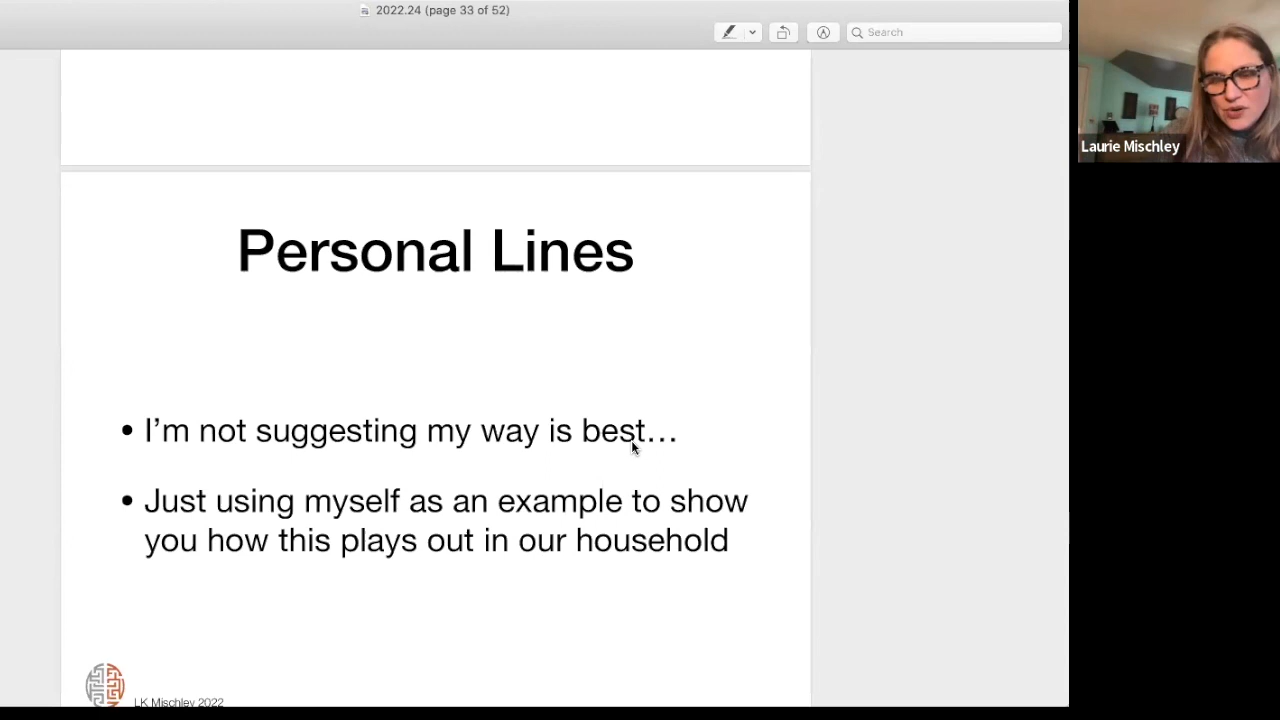 2022.24 (page 33 of 52)
Search
Laurie Mischley
Personal Lines
• I’m not suggesting my way is best…
• Just using myself as an example to show
you how this plays out in our household
LK Mischley 2022